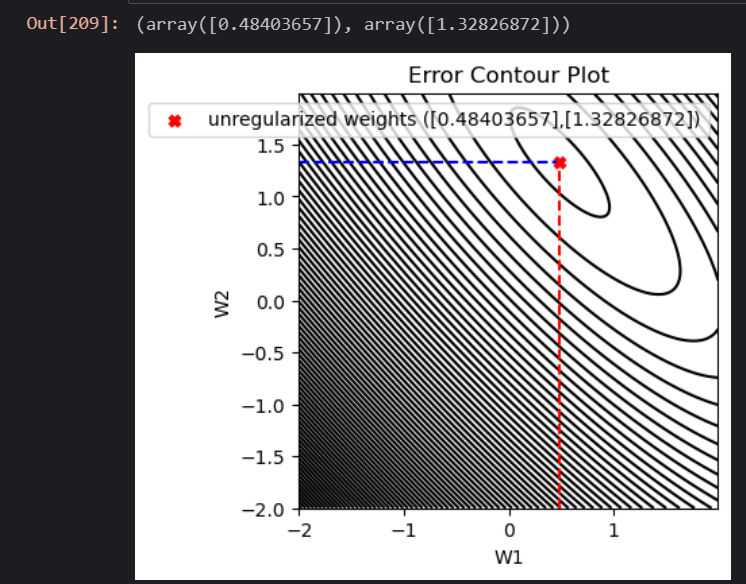 Out[209]: (array([0.48403657]), array([1.32826872]))
Error Contour Plot
unregularized weights ([0.48403657],[1.32826872])
1.5
1.0
0.5
0.0
−0.5
−1.0
−1.5
−2.0
W2
−2 −1 0 1
W1